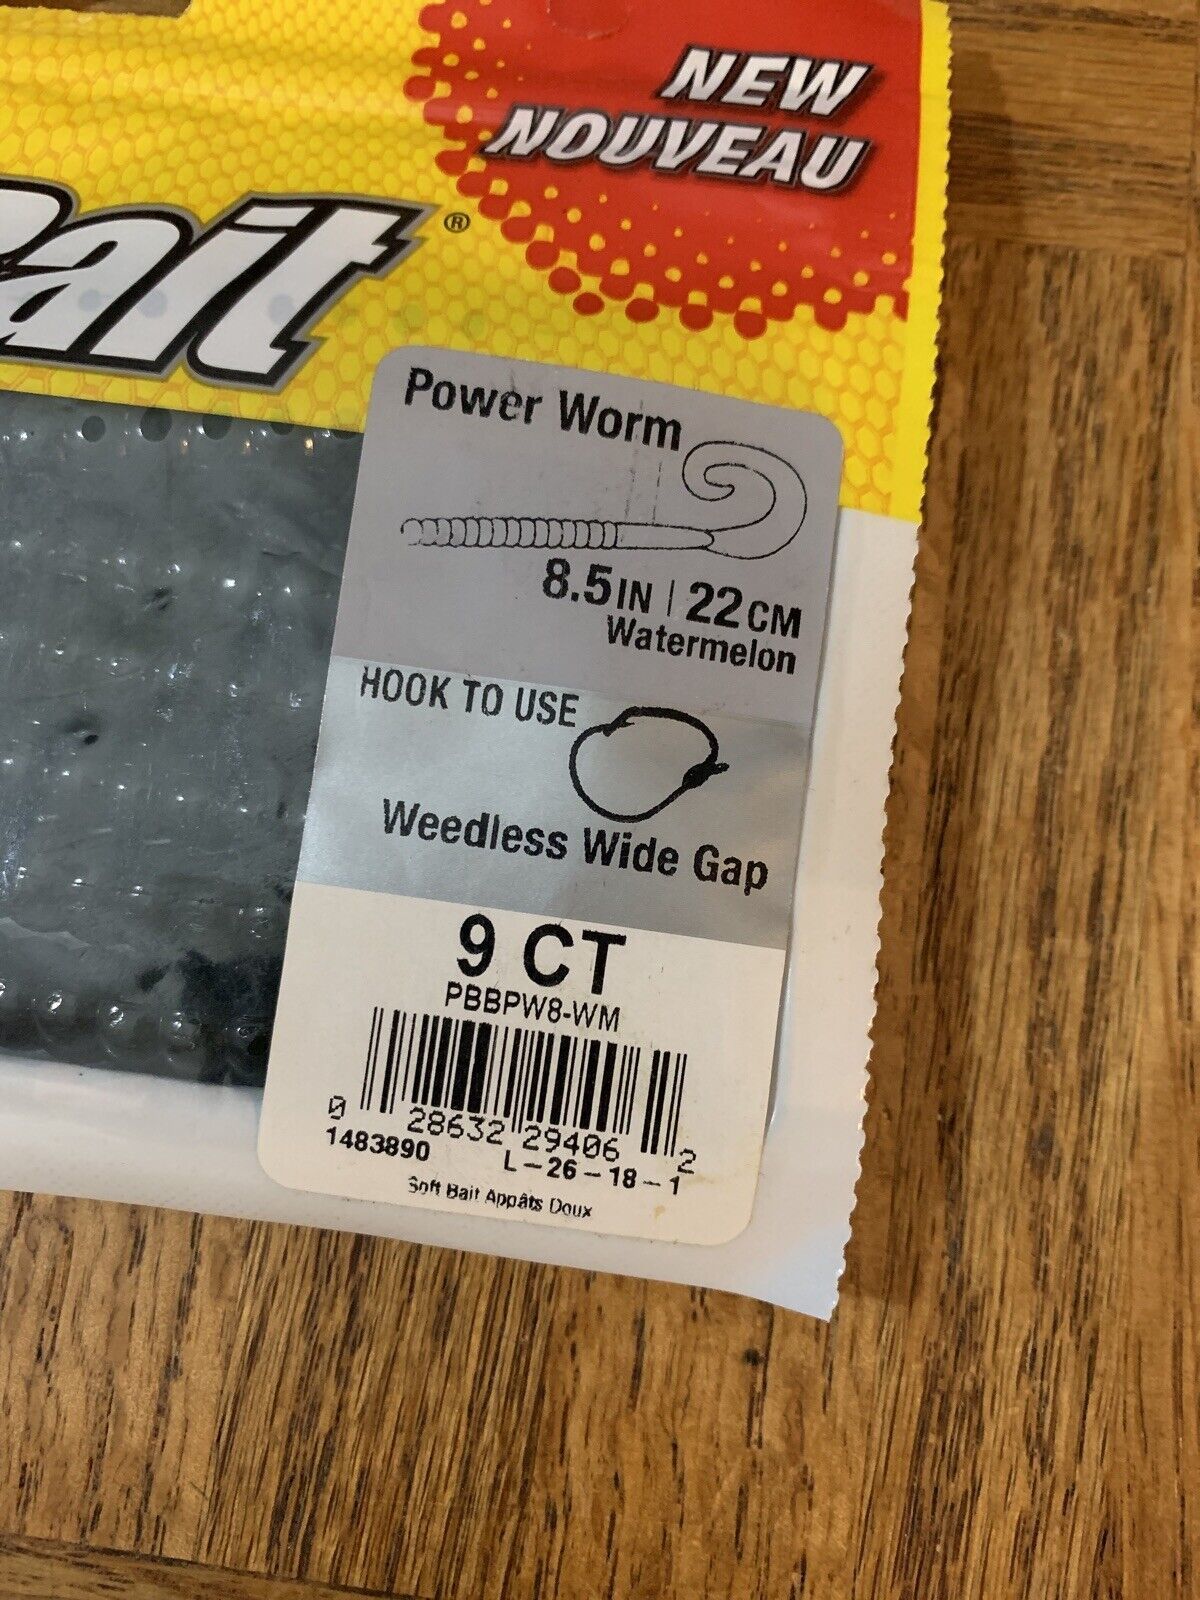 NEW
NOUVEAU
Bait®
Power Worm
8.5IN | 22CM
Watermelon
HOOK TO USE
Weedless Wide Gap
9 CT
PBBPW8-WM
0 28632 29406 2
1483890 L-26-18-1
Soft Bait Appâts Doux